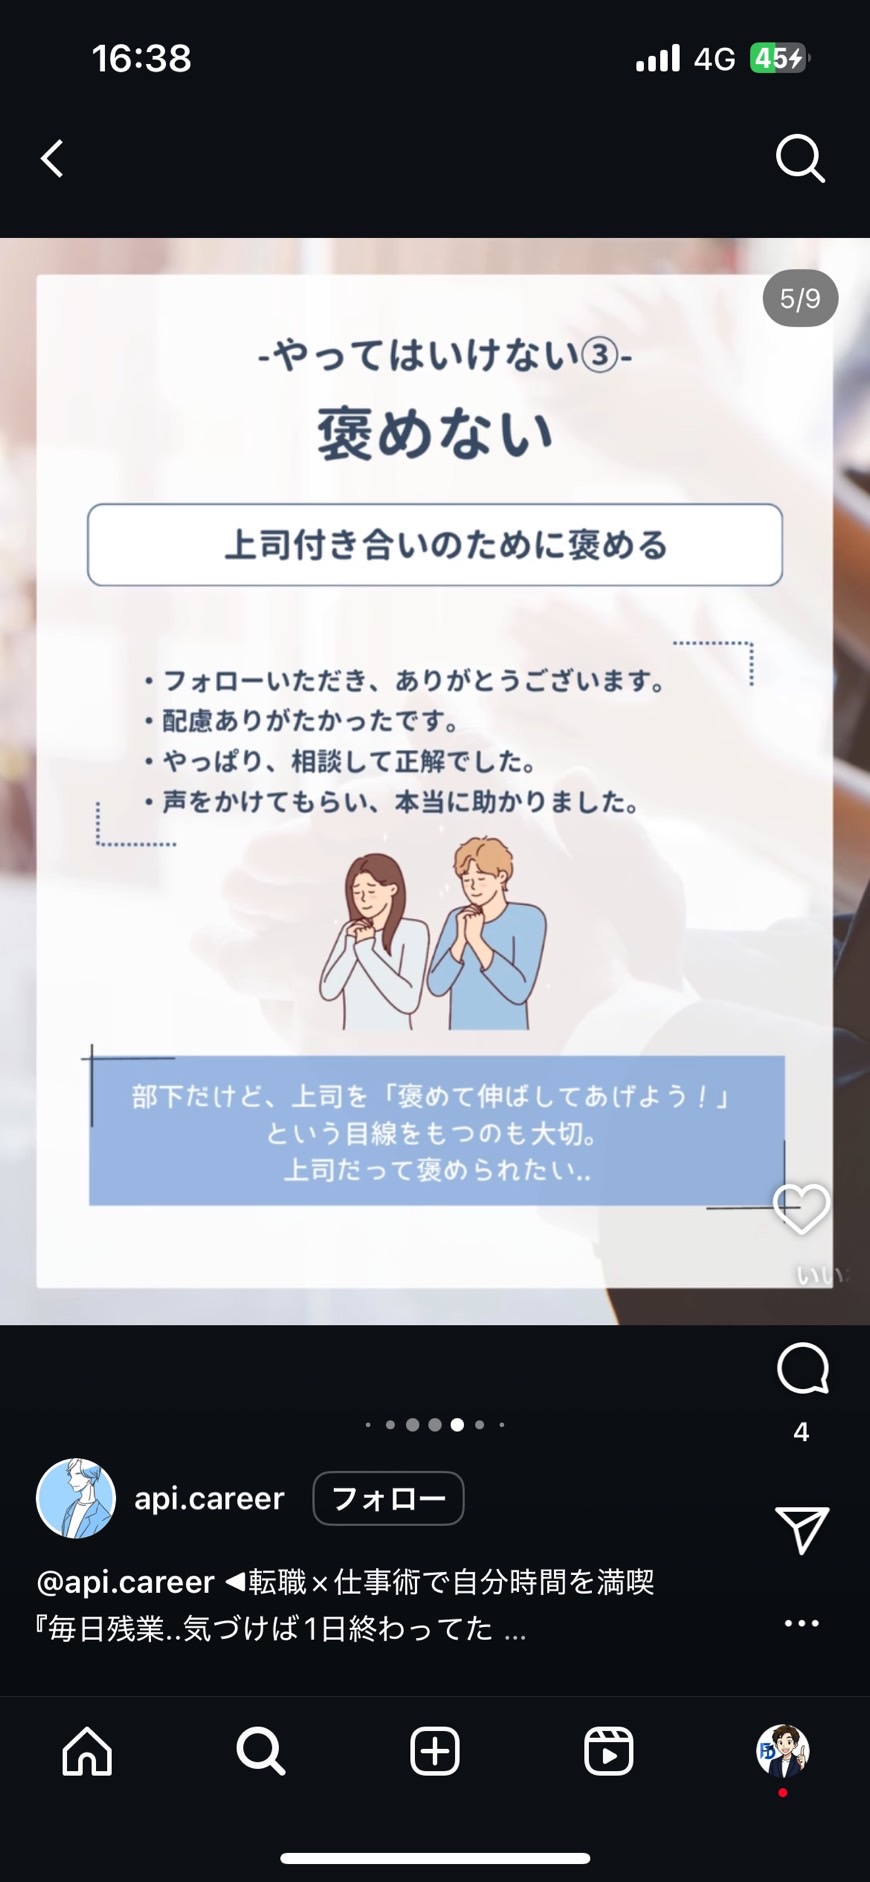 16:38
4G
45
5/9
-やってはいけない③-
褒めない
上司付き合いのために褒める
・フォローいただき、ありがとうございます。
・配慮ありがたかったです。
・やっぱり、相談して正解でした。
・声をかけてもらい、本当に助かりました。
部下だけど、上司を「褒めて伸ばしてあげよう！」
という目線をもつのも大切。
上司だって褒められたい..
いい
4
api.career
フォロー
@api.career ◀転職×仕事術で自分時間を満喫
『毎日残業..気づけば1日終わってた ...